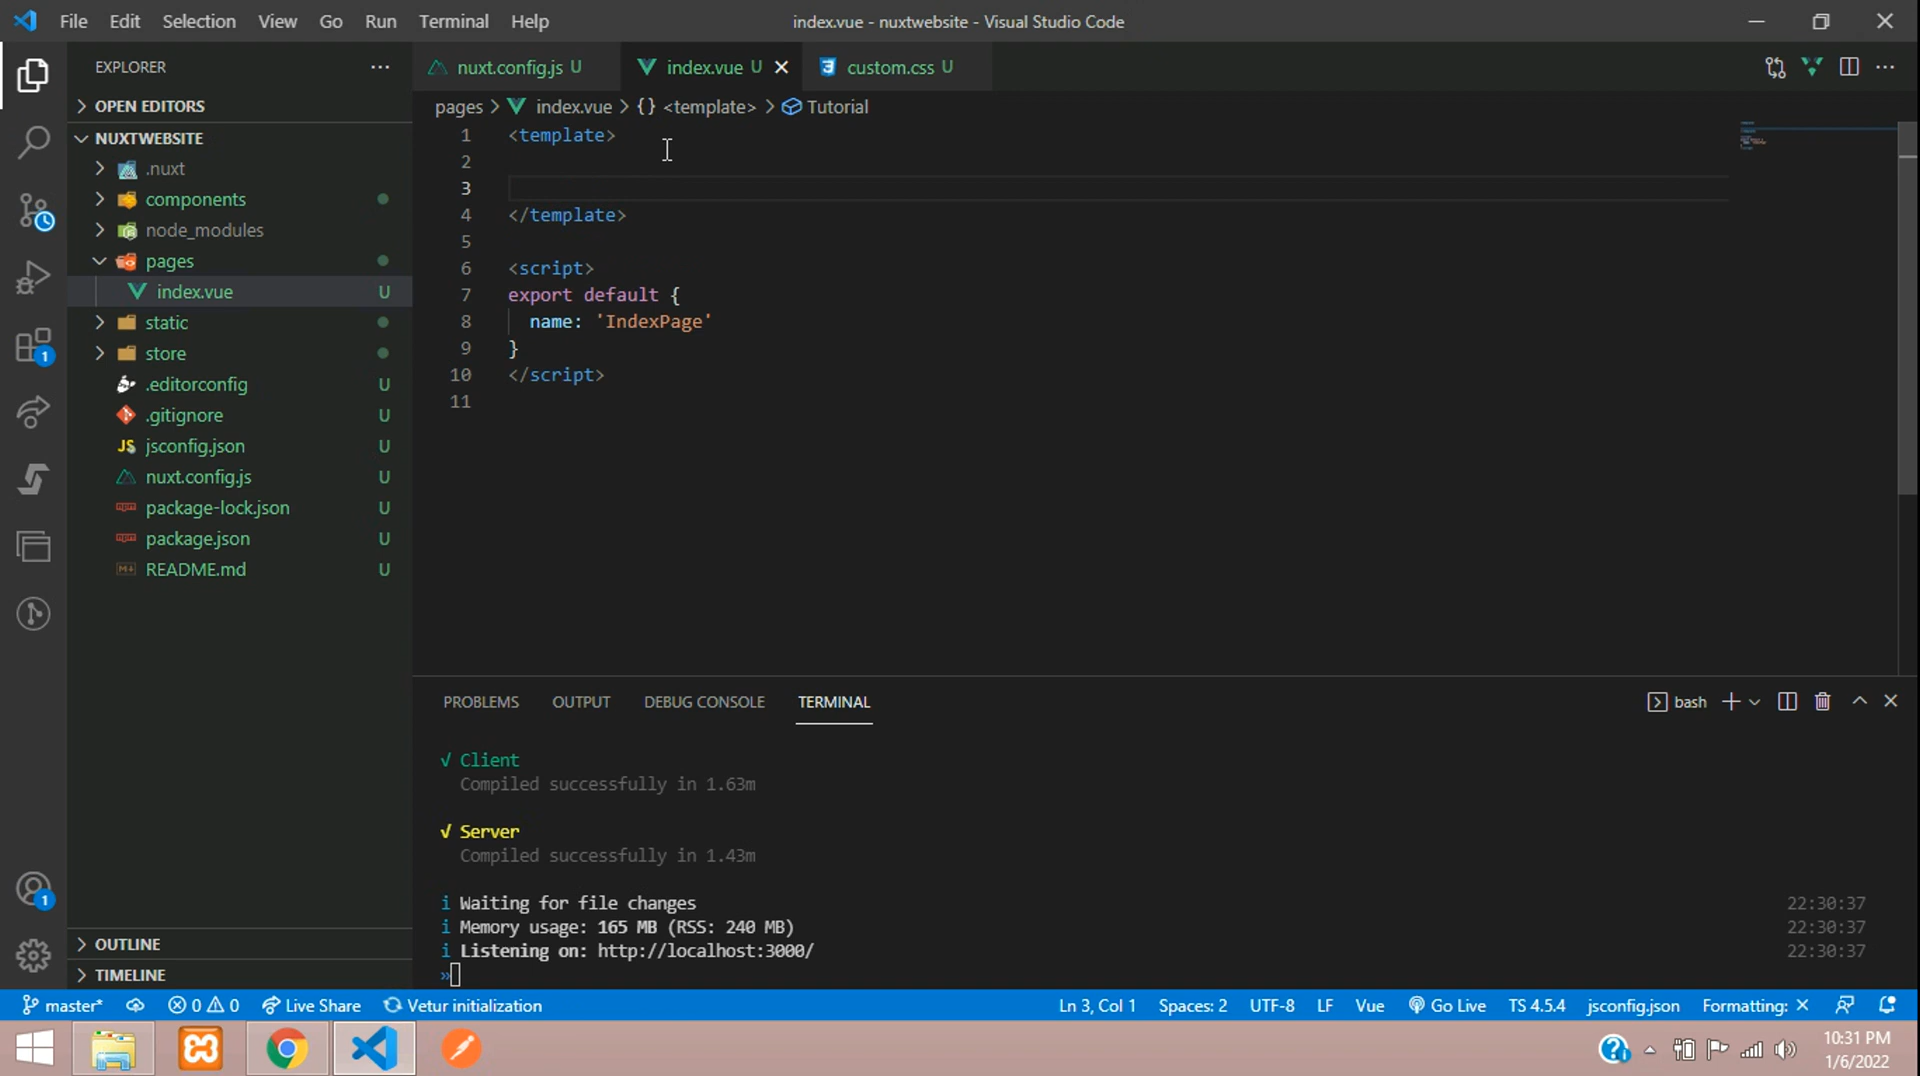 File Edit Selection View Go Run Terminal Help index.vue - nuxtwebsite - Visual Studio Code
EXPLORER
OPEN EDITORS
NUXTWEBSITE
.nuxt
components
node_modules
pages
index.vue U
static
store
.editorconfig U
.gitignore U
JS jsconfig.json U
nuxt.config.js U
package-lock.json U
package.json U
README.md U
OUTLINE
TIMELINE
nuxt.config.js U index.vue U custom.css U
pages > index.vue > {} <template> > Tutorial
1 <template>
2
3
4 </template>
5
6 <script>
7 export default {
8 name: 'IndexPage'
9 }
10 </script>
11
PROBLEMS OUTPUT DEBUG CONSOLE TERMINAL bash
√ Client
Compiled successfully in 1.63m
√ Server
Compiled successfully in 1.43m
i Waiting for file changes 22:30:37
i Memory usage: 165 MB (RSS: 240 MB) 22:30:37
i Listening on: http://localhost:3000/ 22:30:37
»
1
1
master* 0 0 Live Share Vetur initialization Ln 3, Col 1 Spaces: 2 UTF-8 LF Vue Go Live TS 4.5.4 jsconfig.json Formatting: ×
10:31 PM
1/6/2022